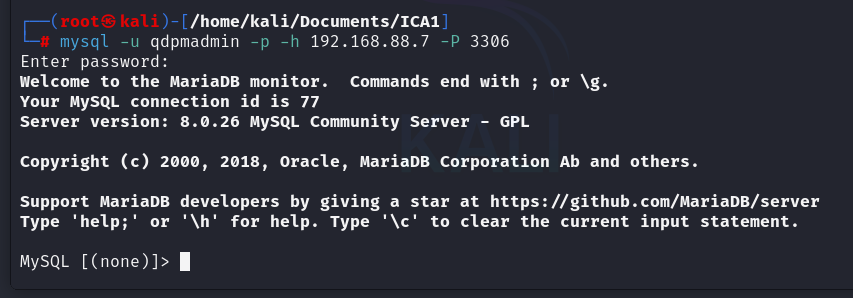 ┌──(root㉿kali)-[/home/kali/Documents/ICA1]
└─# mysql -u qdpmadmin -p -h 192.168.88.7 -P 3306
Enter password:
Welcome to the MariaDB monitor.  Commands end with ; or \g.
Your MySQL connection id is 77
Server version: 8.0.26 MySQL Community Server - GPL

Copyright (c) 2000, 2018, Oracle, MariaDB Corporation Ab and others.

Support MariaDB developers by giving a star at https://github.com/MariaDB/server
Type 'help;' or '\h' for help. Type '\c' to clear the current input statement.

MySQL [(none)]>
KALI